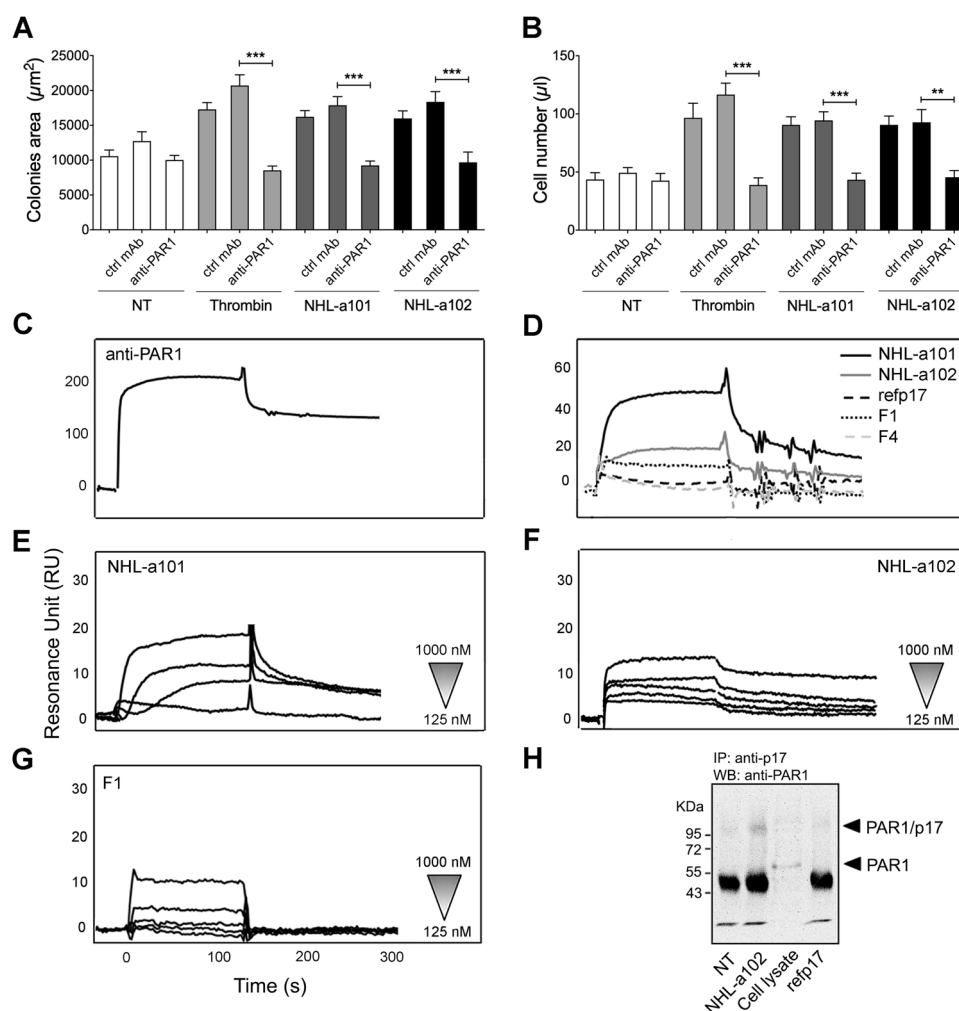 A
Colonies area (µm²)
25000
20000
15000
10000
5000
0
***
***
***
ctrl mAb
anti-PAR1
ctrl mAb
anti-PAR1
ctrl mAb
anti-PAR1
ctrl mAb
anti-PAR1
NT
Thrombin
NHL-a101
NHL-a102
B
Cell number (µl)
150
100
50
0
***
***
**
ctrl mAb
anti-PAR1
ctrl mAb
anti-PAR1
ctrl mAb
anti-PAR1
ctrl mAb
anti-PAR1
NT
Thrombin
NHL-a101
NHL-a102
C
anti-PAR1
200
100
0
D
60
40
20
0
NHL-a101
NHL-a102
refp17
F1
F4
Resonance Unit (RU)
E
NHL-a101
30
20
10
0
1000 nM
125 nM
F
NHL-a102
30
20
10
0
1000 nM
125 nM
G
F1
30
20
10
0
1000 nM
125 nM
0
100
200
300
Time (s)
H
IP: anti-p17
WB: anti-PAR1
KDa
95
72
55
43
PAR1/p17
PAR1
NT
NHL-a102
Cell lysate
refp17